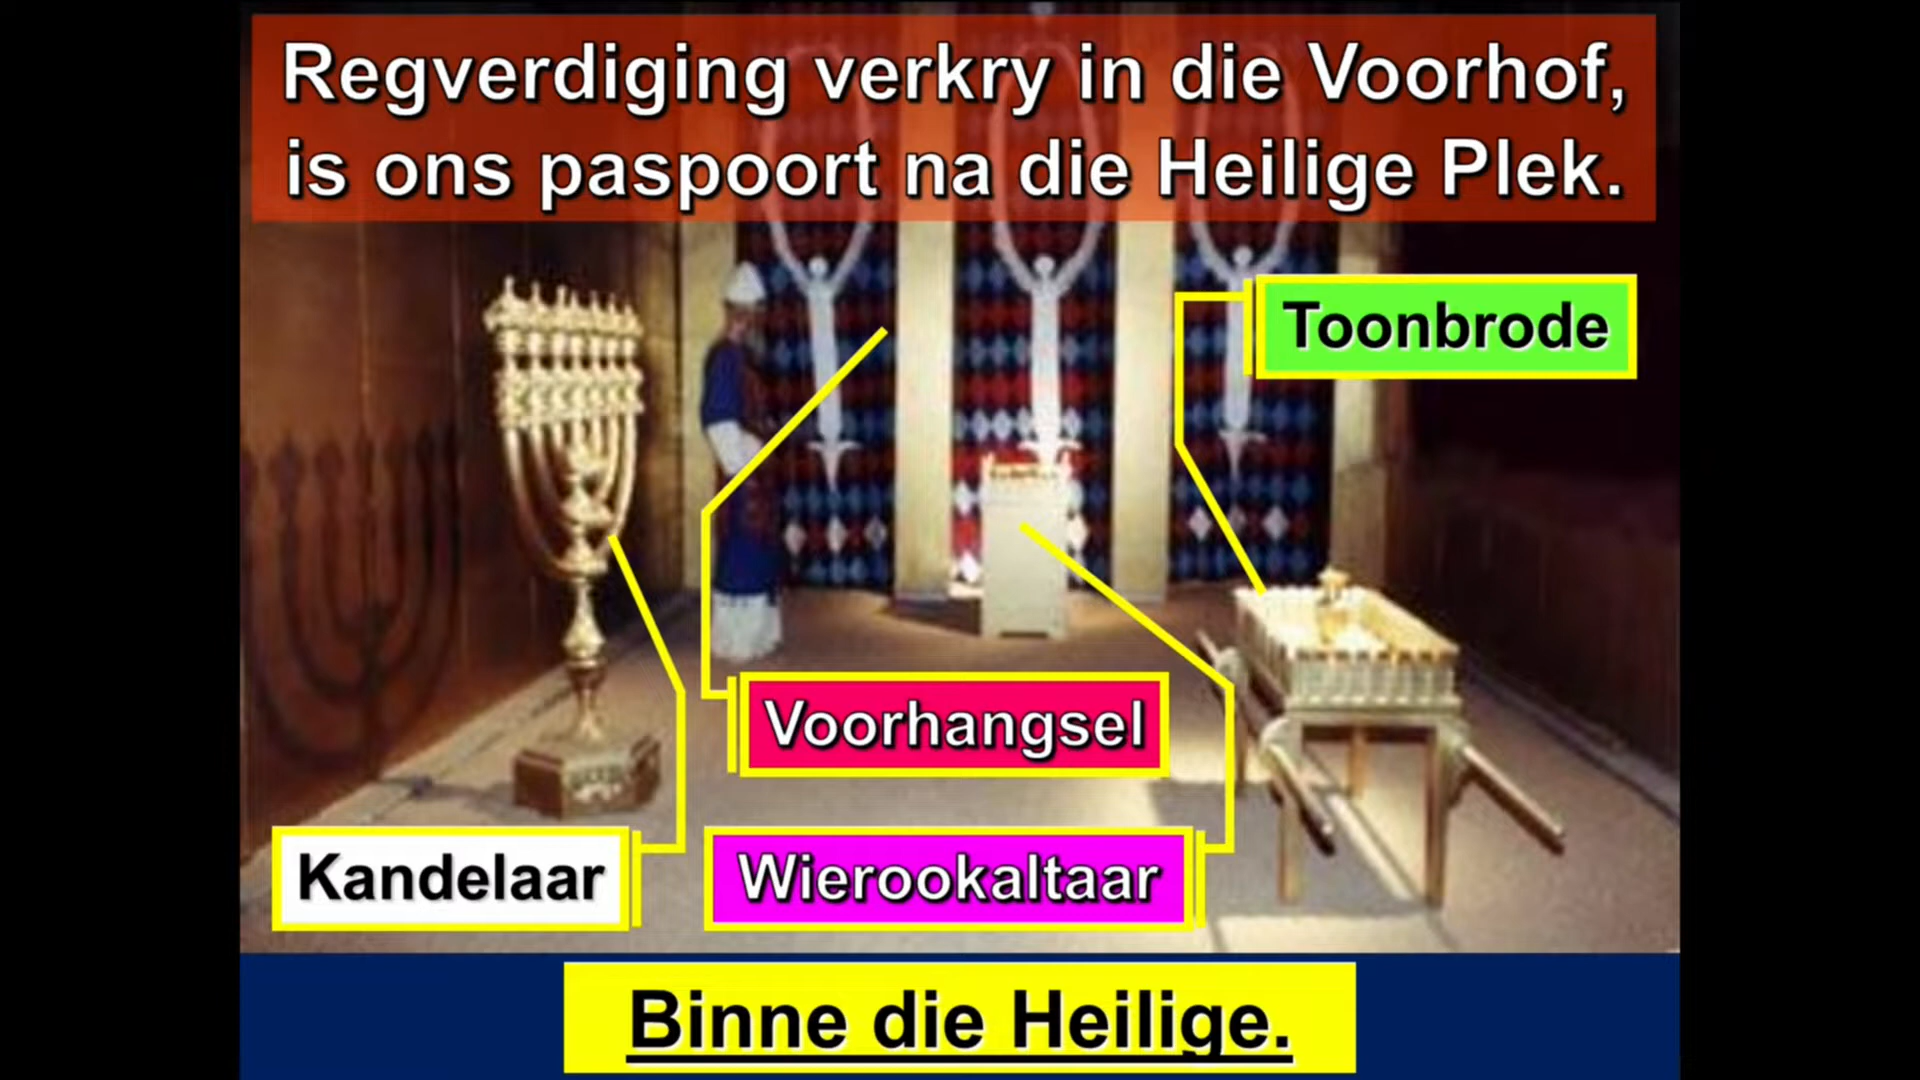 Regverdiging verkry in die Voorhof,
is ons paspoort na die Heilige Plek.
Toonbrode
Voorhangsel
Kandelaar
Wierookaltaar
Binne die Heilige.